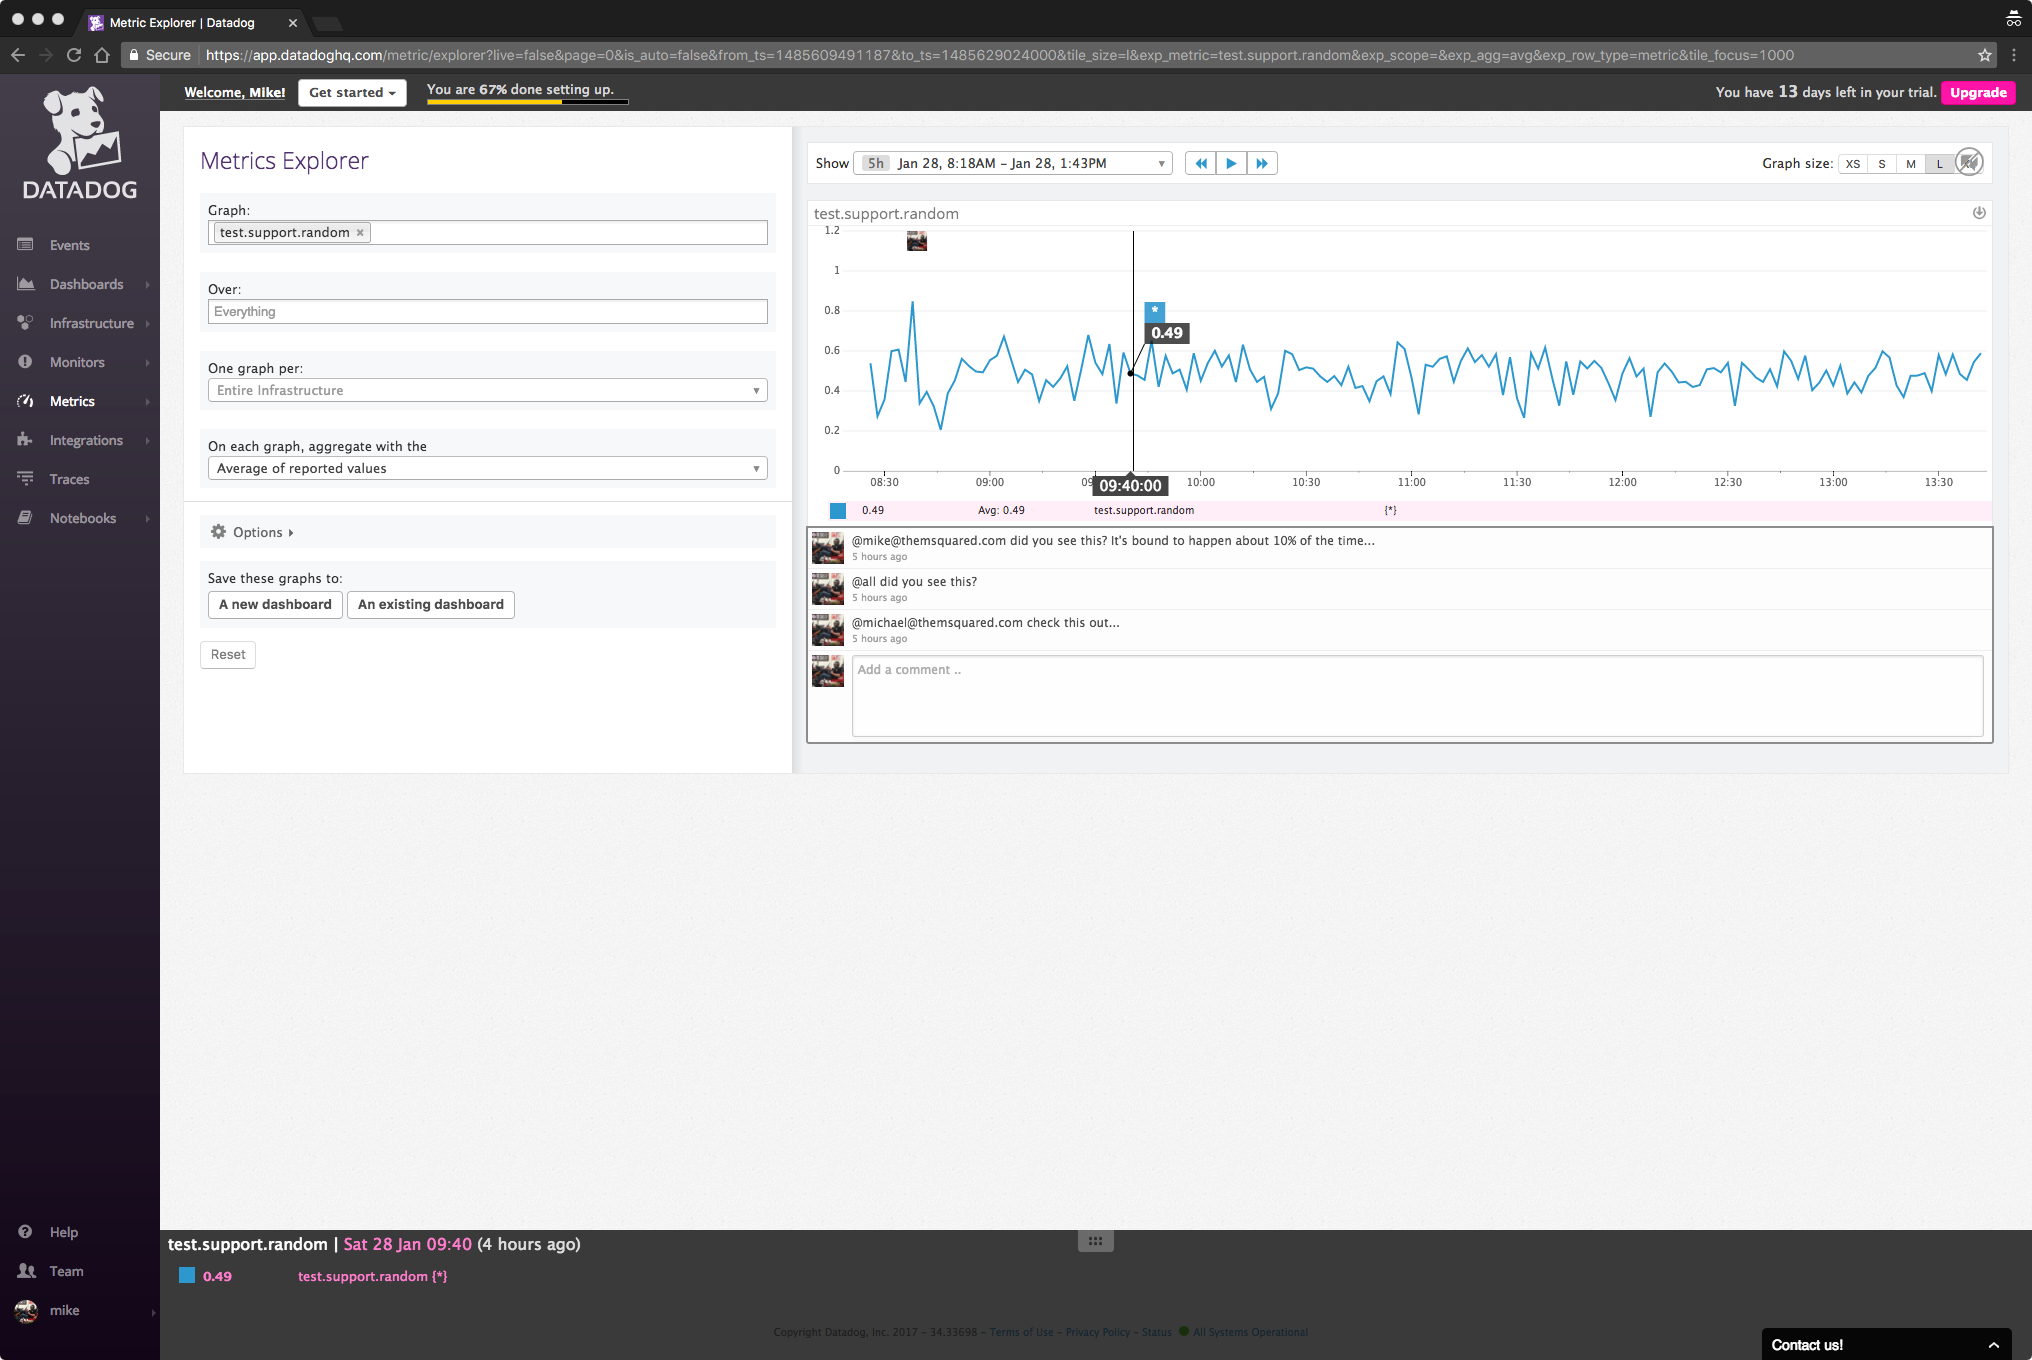 Metric Explorer | Datadog
Secure https://app.datadoghq.com/metric/explorer?live=false&page=0&is_auto=false&from_ts=1485609491187&to_ts=1485629024000&tile_size=l&exp_metric=test.support.random&exp_scope=&exp_agg=avg&exp_row_type=metric&tile_focus=1000
DATADOG
Events
Dashboards
Infrastructure
Monitors
Metrics
Integrations
Traces
Notebooks
Help
Team
mike
Welcome, Mike! Get started You are 67% done setting up. You have 13 days left in your trial. Upgrade
Metrics Explorer
Graph:
test.support.random ×
Over:
Everything
One graph per:
Entire Infrastructure
On each graph, aggregate with the
Average of reported values
Options
Save these graphs to:
A new dashboard An existing dashboard
Reset
Show 5h Jan 28, 8:18AM – Jan 28, 1:43PM Graph size: XS S M L
test.support.random
1.2
1
0.8
0.6
0.4
0.2
0
*
0.49
08:30 09:00 09:40:00 10:00 10:30 11:00 11:30 12:00 12:30 13:00 13:30
0.49 Avg: 0.49 test.support.random {*}
@mike@themsquared.com did you see this? It's bound to happen about 10% of the time...
5 hours ago
@all did you see this?
5 hours ago
@michael@themsquared.com check this out...
5 hours ago
Add a comment ..
test.support.random | Sat 28 Jan 09:40 (4 hours ago)
0.49 test.support.random {*}
Copyright Datadog, Inc. 2017 - 34.33698 - Terms of Use - Privacy Policy - Status All Systems Operational
Contact us!